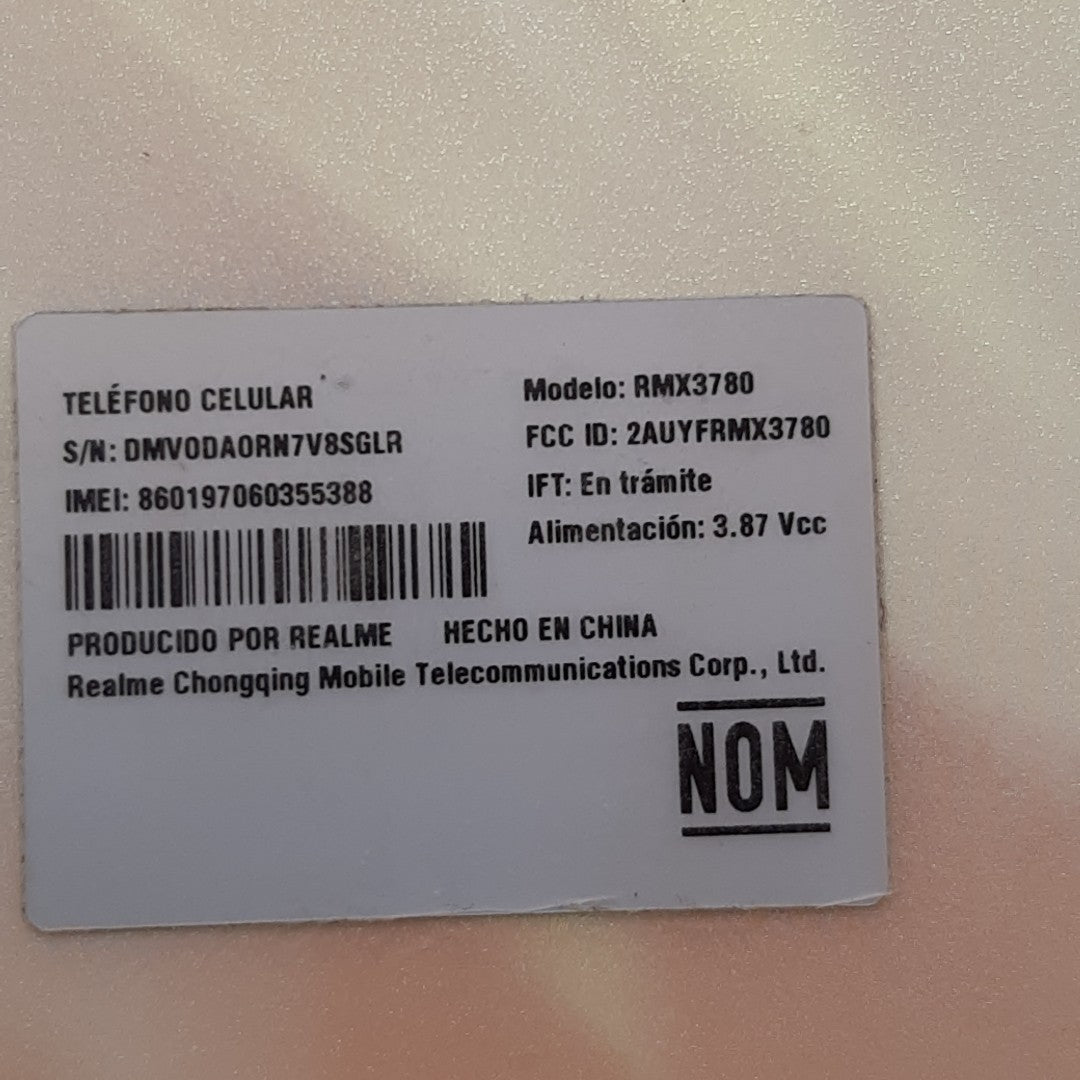 TELÉFONO CELULAR
S/N: DMVODAORN7V8SGLR
IMEI: 860197060355388
Modelo: RMX3780
FCC ID: 2AUYFRMX3780
IFT: En trámite
Alimentación: 3.87 Vcc
PRODUCIDO POR REALME HECHO EN CHINA
Realme Chongqing Mobile Telecommunications Corp., Ltd.
NOM